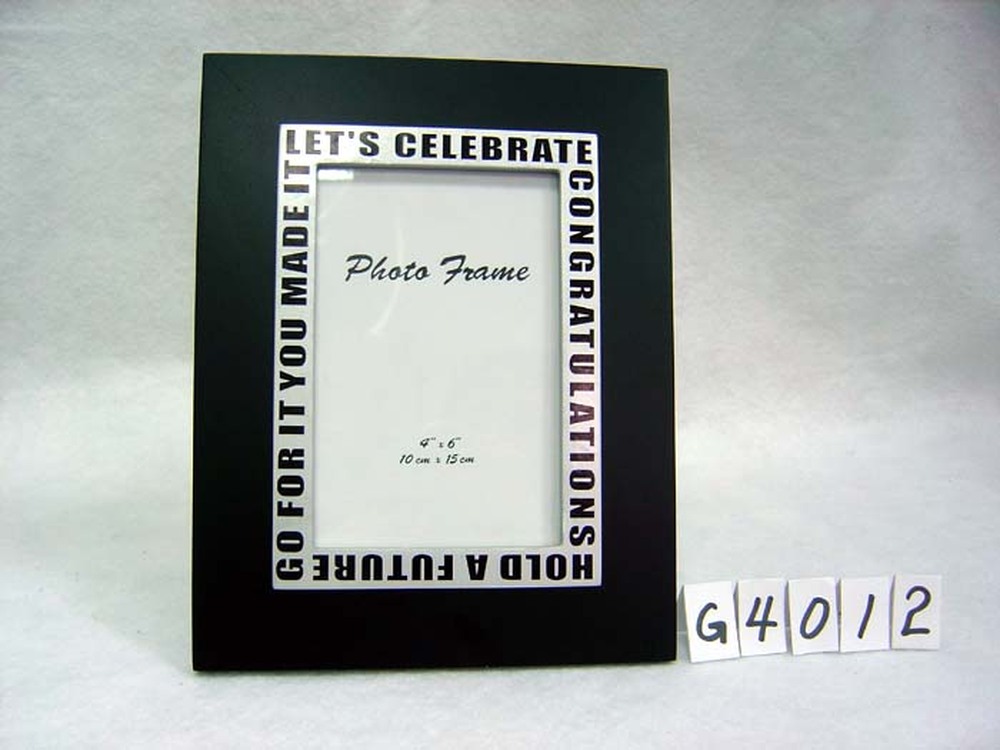 LET'S CELEBRATE
CONGRATULATIONS
HOLD A FUTURE
GO FOR IT YOU MADE IT
Photo Frame
4" x 6"
10 cm x 15 cm
G4012